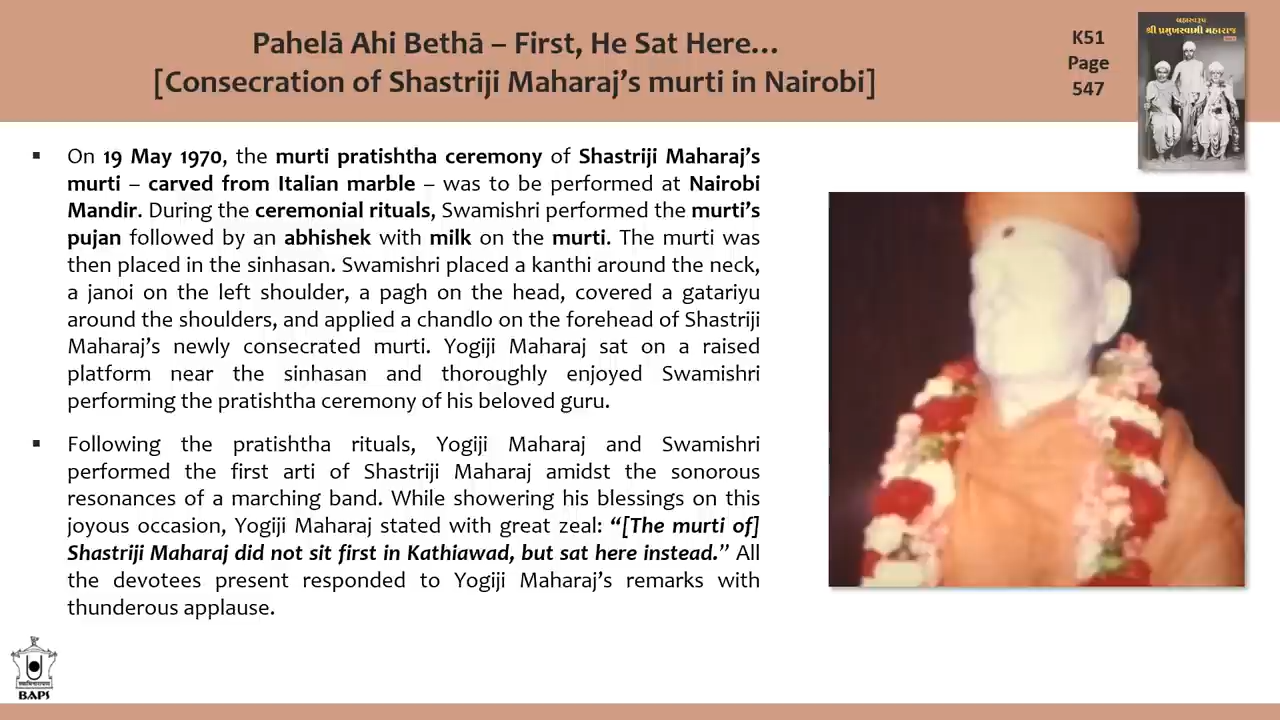 Pahelā Ahi Bethā – First, He Sat Here…
[Consecration of Shastriji Maharaj’s murti in Nairobi]
K51
Page
547
બ્રહ્મસ્વરૂપ
શ્રી પ્રમુખસ્વામી મહારાજ
▪ On 19 May 1970, the murti pratishtha ceremony of Shastriji Maharaj’s
murti – carved from Italian marble – was to be performed at Nairobi
Mandir. During the ceremonial rituals, Swamishri performed the murti’s
pujan followed by an abhishek with milk on the murti. The murti was
then placed in the sinhasan. Swamishri placed a kanthi around the neck,
a janoi on the left shoulder, a pagh on the head, covered a gatariyu
around the shoulders, and applied a chandlo on the forehead of Shastriji
Maharaj’s newly consecrated murti. Yogiji Maharaj sat on a raised
platform near the sinhasan and thoroughly enjoyed Swamishri
performing the pratishtha ceremony of his beloved guru.
▪ Following the pratishtha rituals, Yogiji Maharaj and Swamishri
performed the first arti of Shastriji Maharaj amidst the sonorous
resonances of a marching band. While showering his blessings on this
joyous occasion, Yogiji Maharaj stated with great zeal: “[The murti of]
Shastriji Maharaj did not sit first in Kathiawad, but sat here instead.” All
the devotees present responded to Yogiji Maharaj’s remarks with
thunderous applause.
BAPS